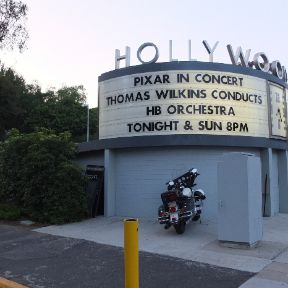 HOLLYWOO
PIXAR IN CONCERT
THOMAS WILKINS CONDUCTS
HB ORCHESTRA
TONIGHT & SUN 8PM